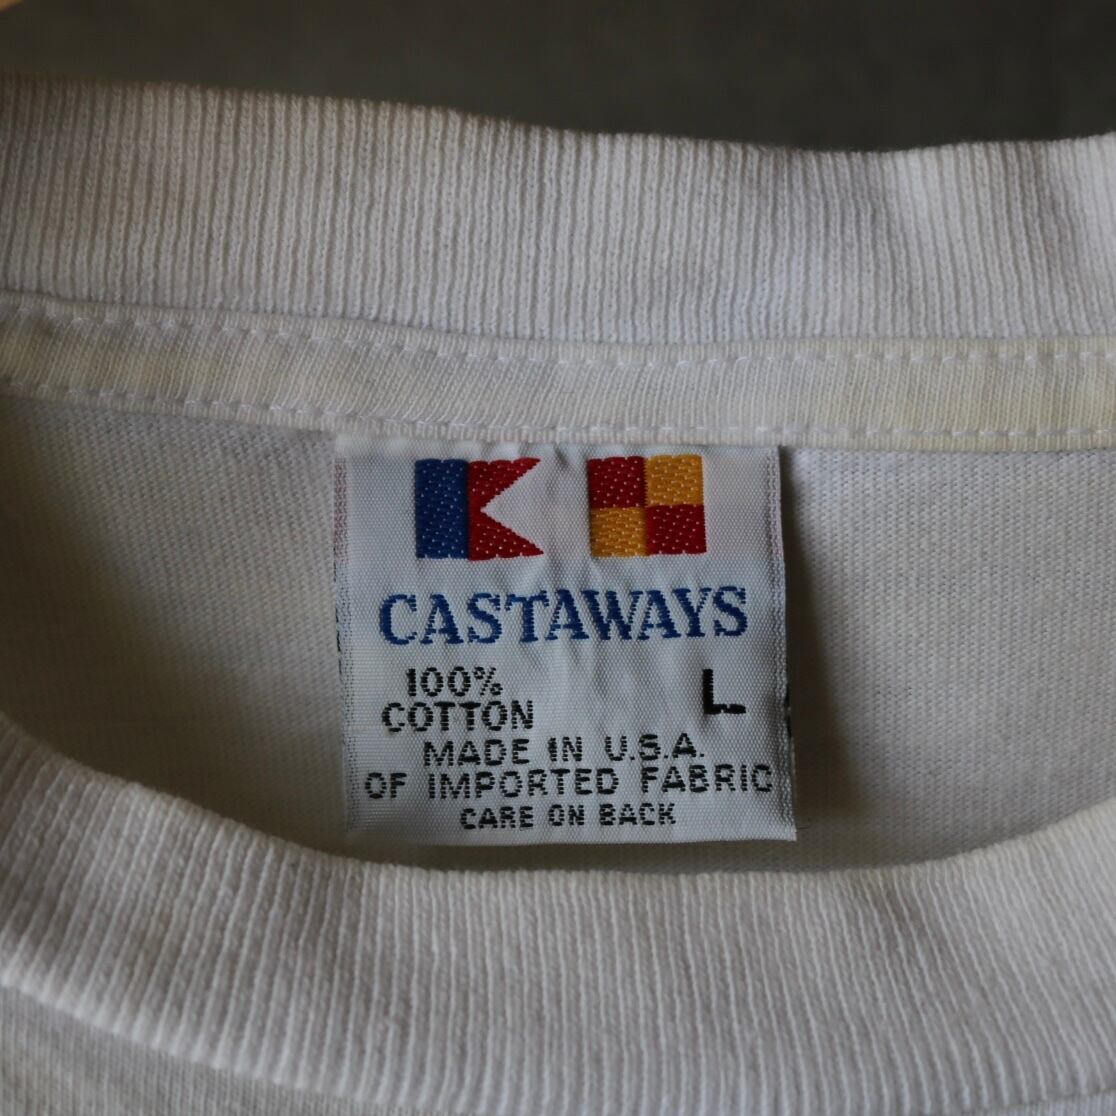 CASTAWAYS
100% L
COTTON
MADE IN U.S.A.
OF IMPORTED FABRIC
CARE ON BACK